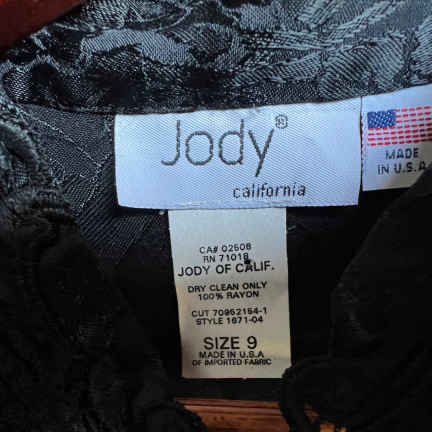 Jody®
california
MADE
IN U.S.A
CA# 02506
RN 71018
JODY OF CALIF.
DRY CLEAN ONLY
100% RAYON
CUT 70952154-1
STYLE 1671-04
SIZE 9
MADE IN U.S.A
OF IMPORTED FABRIC